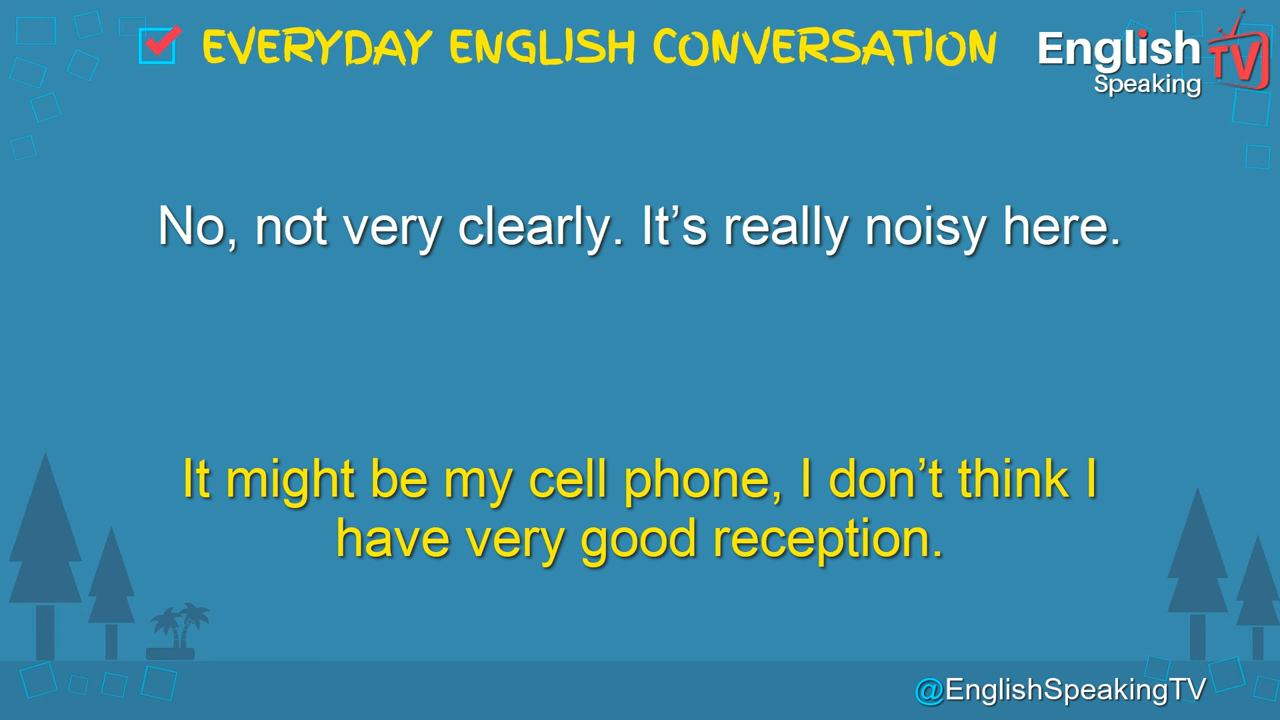 EVERYDAY ENGLISH CONVERSATION
English
Speaking
TV
No, not very clearly. It’s really noisy here.
It might be my cell phone, I don’t think I
have very good reception.
@EnglishSpeakingTV